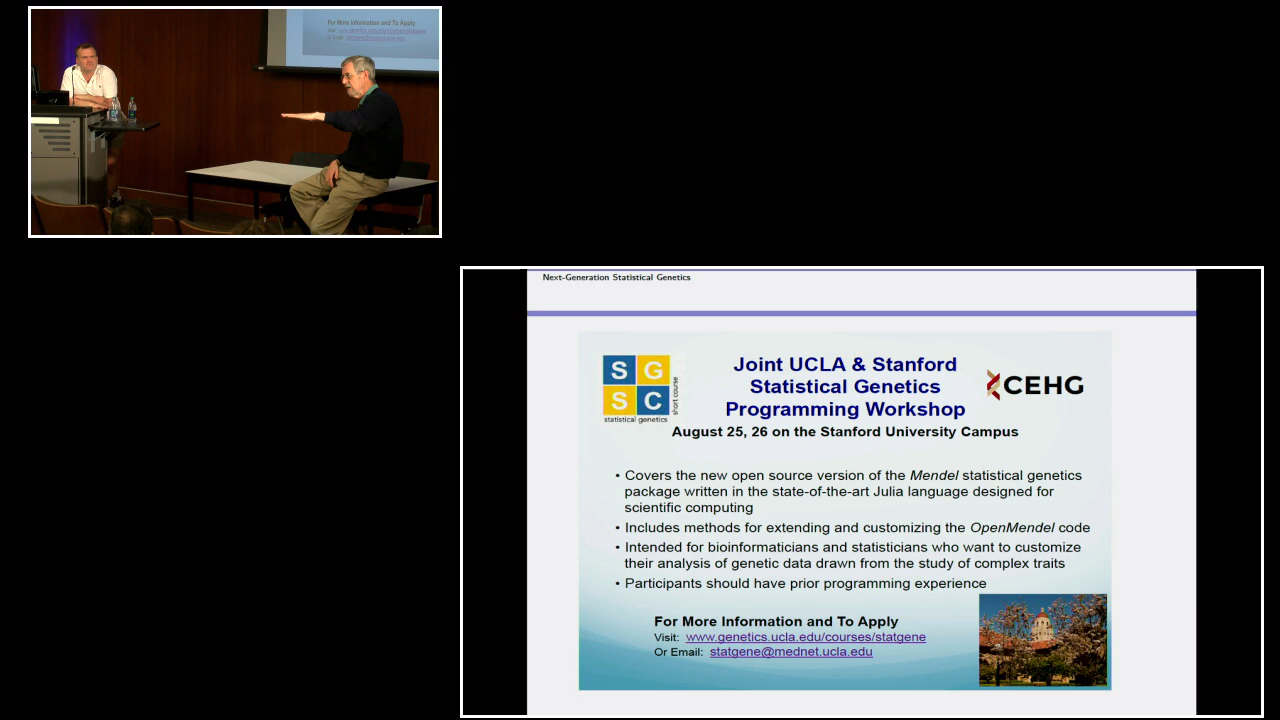 For More Information and To Apply
Next-Generation Statistical Genetics
S G
S C
short course
statistical genetics
Joint UCLA & Stanford
Statistical Genetics
Programming Workshop
CEHG
August 25, 26 on the Stanford University Campus
• Covers the new open source version of the Mendel statistical genetics
package written in the state-of-the-art Julia language designed for
scientific computing
• Includes methods for extending and customizing the OpenMendel code
• Intended for bioinformaticians and statisticians who want to customize
their analysis of genetic data drawn from the study of complex traits
• Participants should have prior programming experience
For More Information and To Apply
Visit: www.genetics.ucla.edu/courses/statgene
Or Email: statgene@mednet.ucla.edu